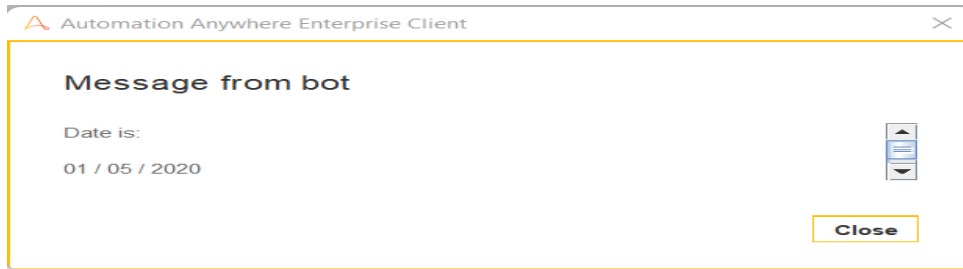 Automation Anywhere Enterprise Client
Message from bot
Date is:
01 / 05 / 2020
Close